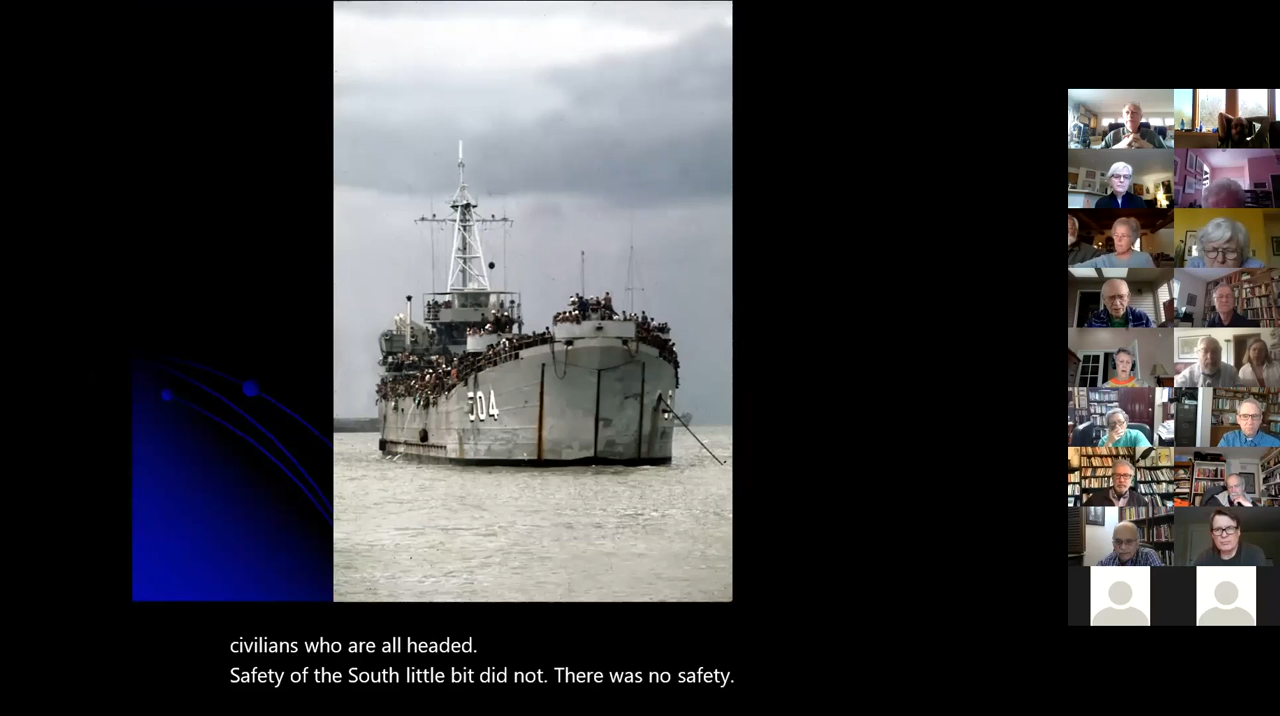 504
civilians who are all headed.
Safety of the South little bit did not. There was no safety.